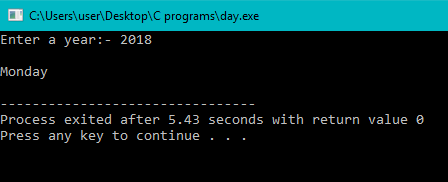 C:\Users\user\Desktop\C programs\day.exe
Enter a year:- 2018
Monday
--------------------------------
Process exited after 5.43 seconds with return value 0
Press any key to continue . . .